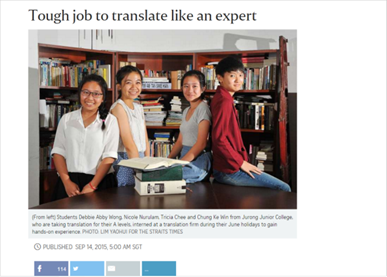 Tough job to translate like an expert
(From left) Students Debbie Abby Wong, Nicole Nurulam, Tricia Chee and Chung Ke Win from Jurong Junior College,
who are taking translation for their A levels, interned at a translation firm during their June holidays to gain
hands-on experience. PHOTO: LIM YAOHUI FOR THE STRAITS TIMES
PUBLISHED SEP 14, 2015, 5:00 AM SGT
f 114